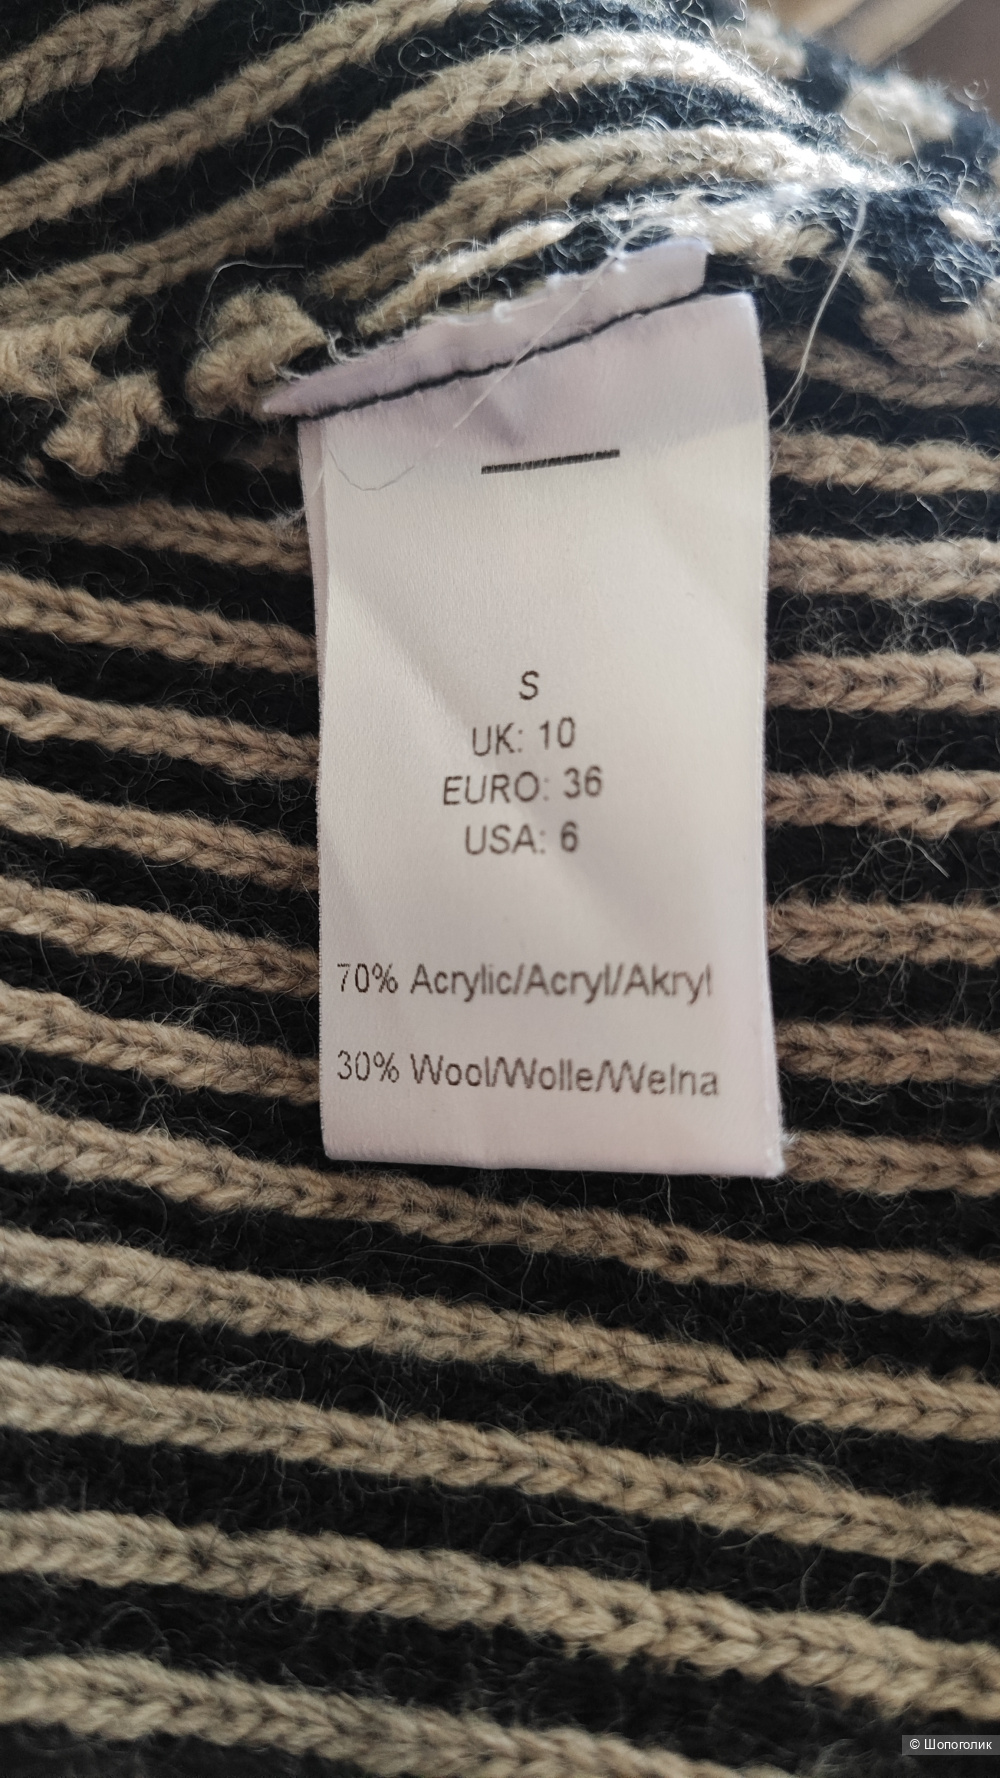 S
UK: 10
EURO: 36
USA: 6
70% Acrylic/Acryl/Akryl
30% Wool/Wolle/Welna
© Шопоголик